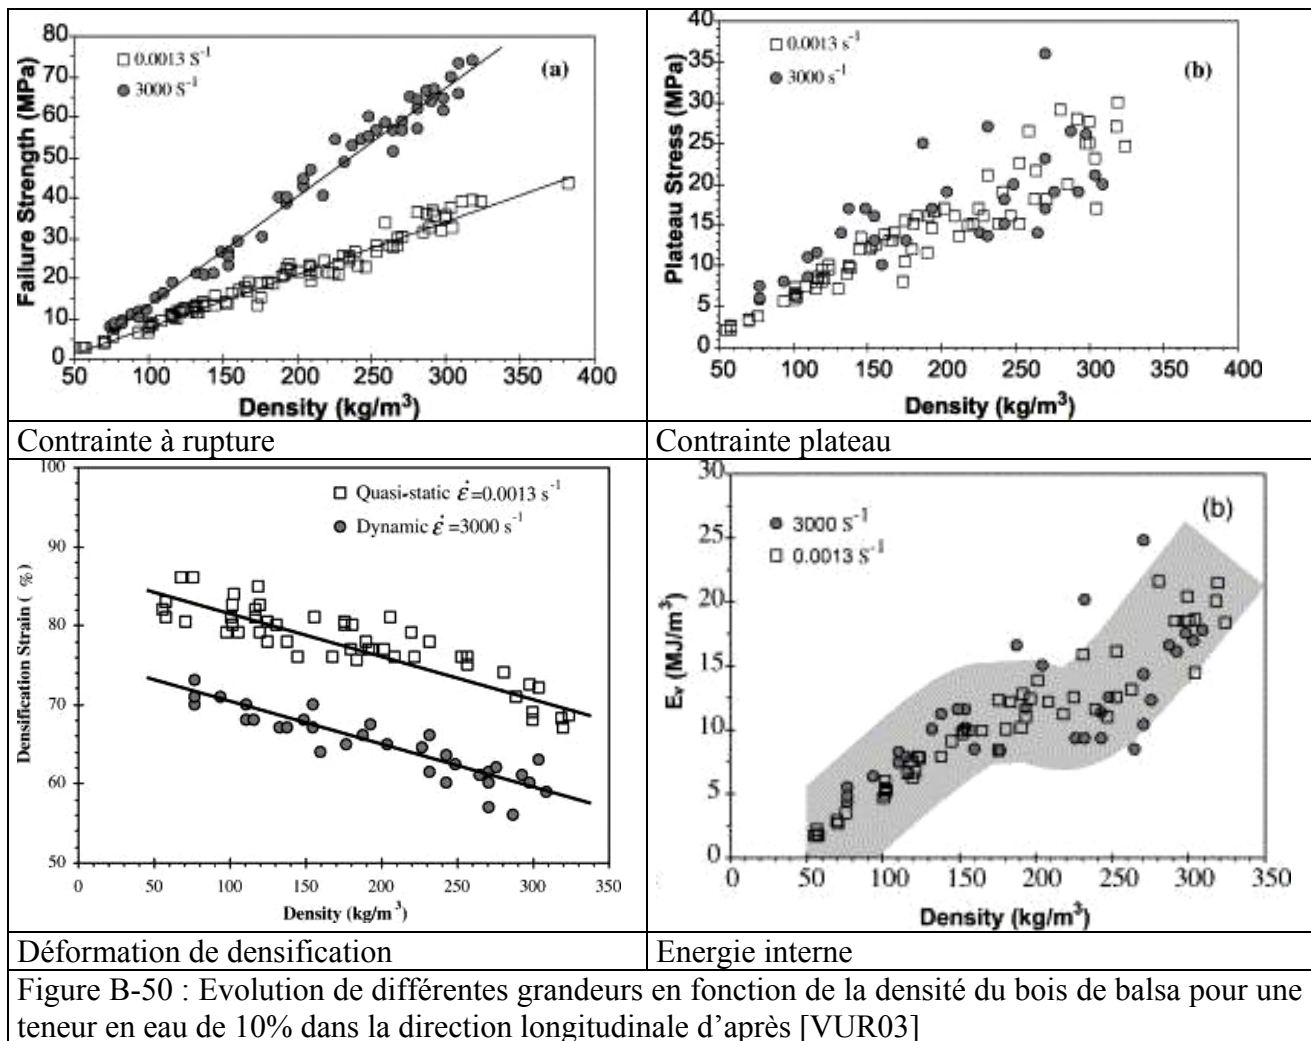 80
70
60
50
40
30
20
10
0
Failure Strength (MPa)
0.0013 S⁻¹
3000 S⁻¹
(a)
50 100 150 200 250 300 350 400
Density (kg/m³)
40
35
30
25
20
15
10
5
0
Plateau Stress (MPa)
0.0013 s⁻¹
3000 s⁻¹
(b)
50 100 150 200 250 300 350 400
Density (kg/m³)
Contrainte à rupture
Contrainte plateau
100
90
80
70
60
50
Densification Strain ( %)
Quasi-static ε̇=0.0013 s⁻¹
Dynamic ε̇=3000 s⁻¹
0 50 100 150 200 250 300 350
Density (kg/m³)
30
25
20
15
10
5
0
Eᵥ (MJ/m³)
3000 S⁻¹
0.0013 S⁻¹
(b)
0 50 100 150 200 250 300 350
Density (kg/m³)
Déformation de densification
Energie interne
Figure B-50 : Evolution de différentes grandeurs en fonction de la densité du bois de balsa pour une
teneur en eau de 10% dans la direction longitudinale d’après [VUR03]